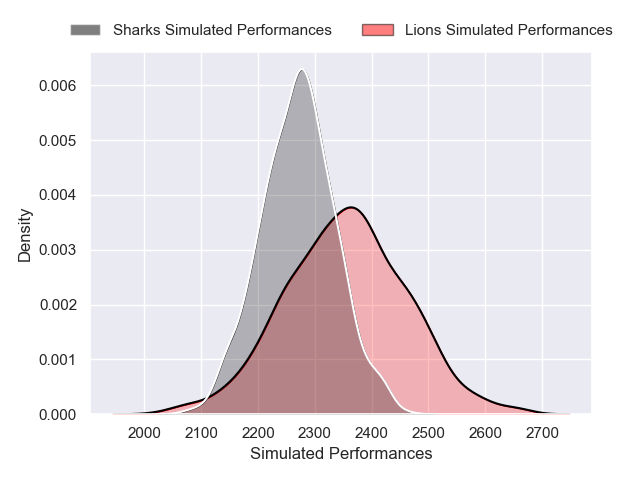 Sharks Simulated Performances Lions Simulated Performances
0.006
0.005
0.004
0.003
0.002
0.001
0.000
Density
2000 2100 2200 2300 2400 2500 2600 2700
Simulated Performances